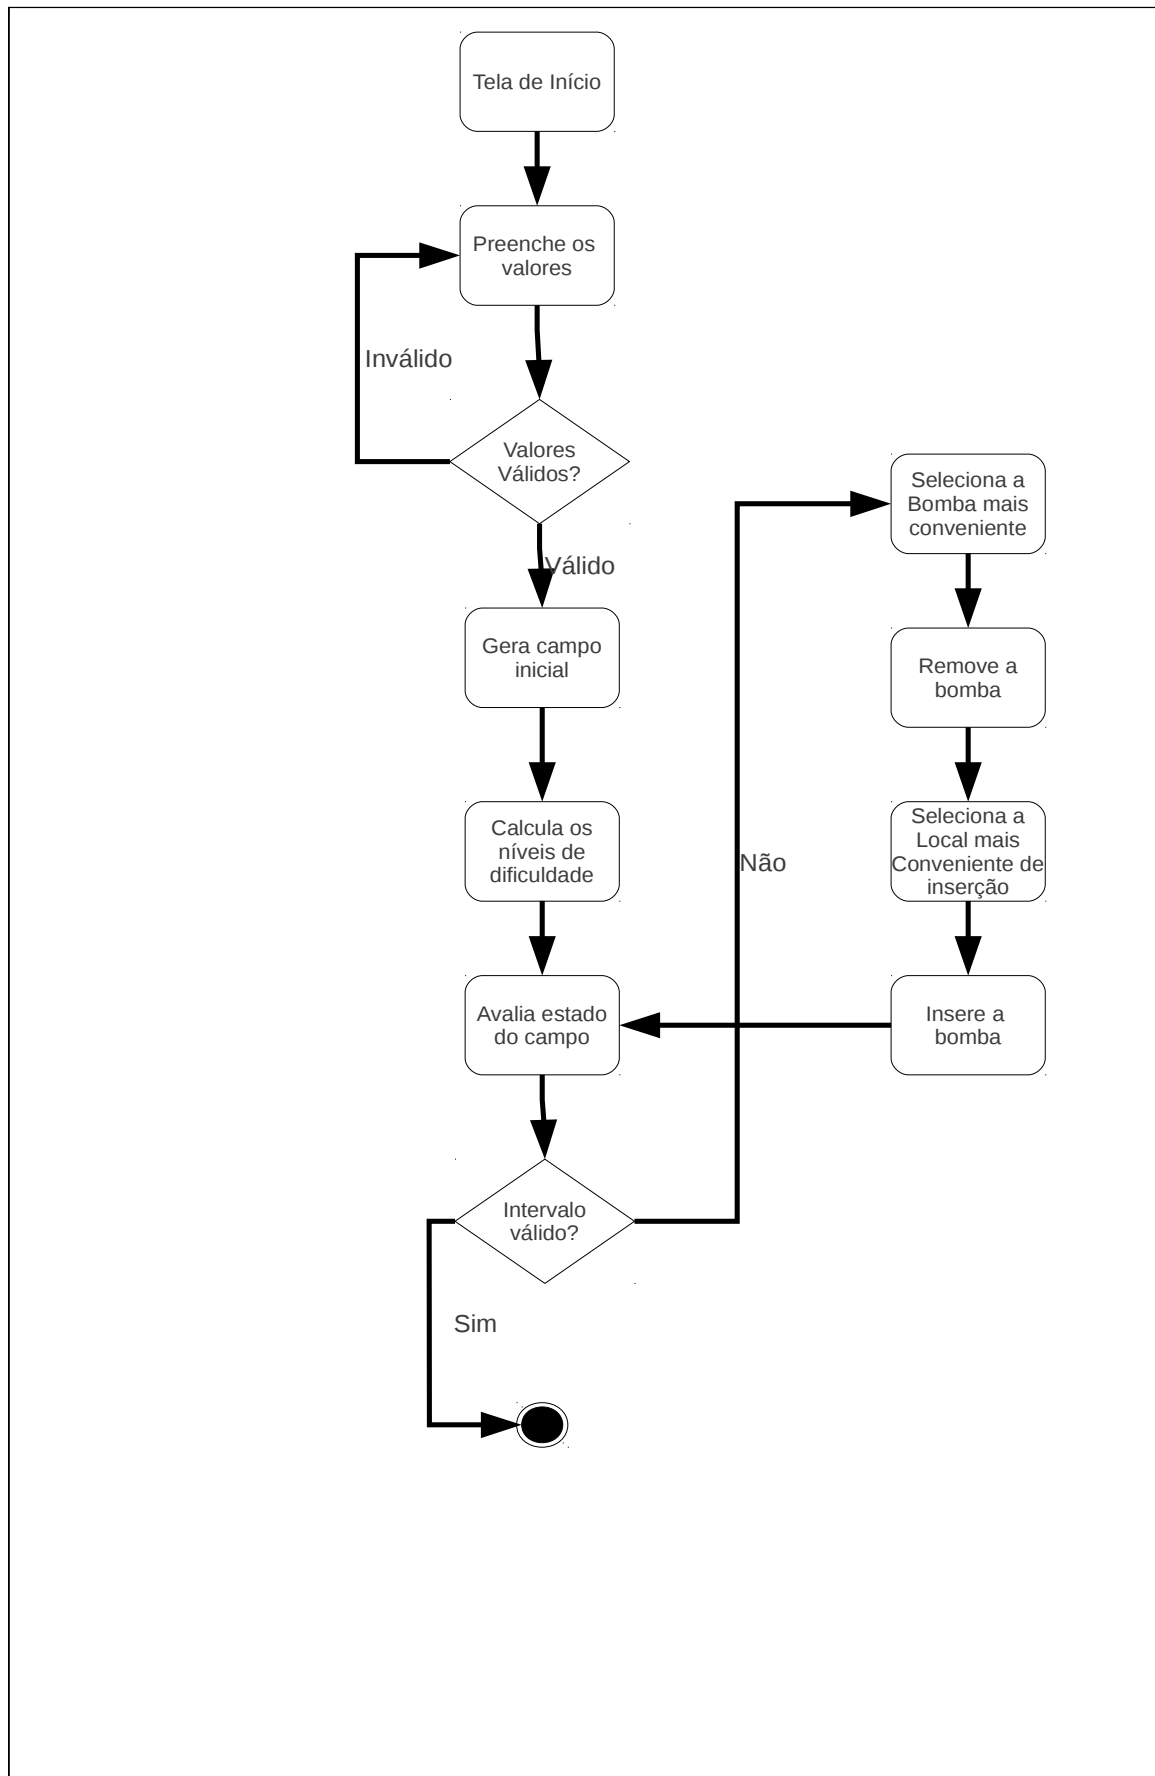 Tela de Início
Preenche os
valores
Inválido
Valores
Válidos?
Válido
Gera campo
inicial
Calcula os
níveis de
dificuldade
Avalia estado
do campo
Intervalo
válido?
Sim
Não
Seleciona a
Bomba mais
conveniente
Remove a
bomba
Seleciona a
Local mais
Conveniente de
inserção
Insere a
bomba